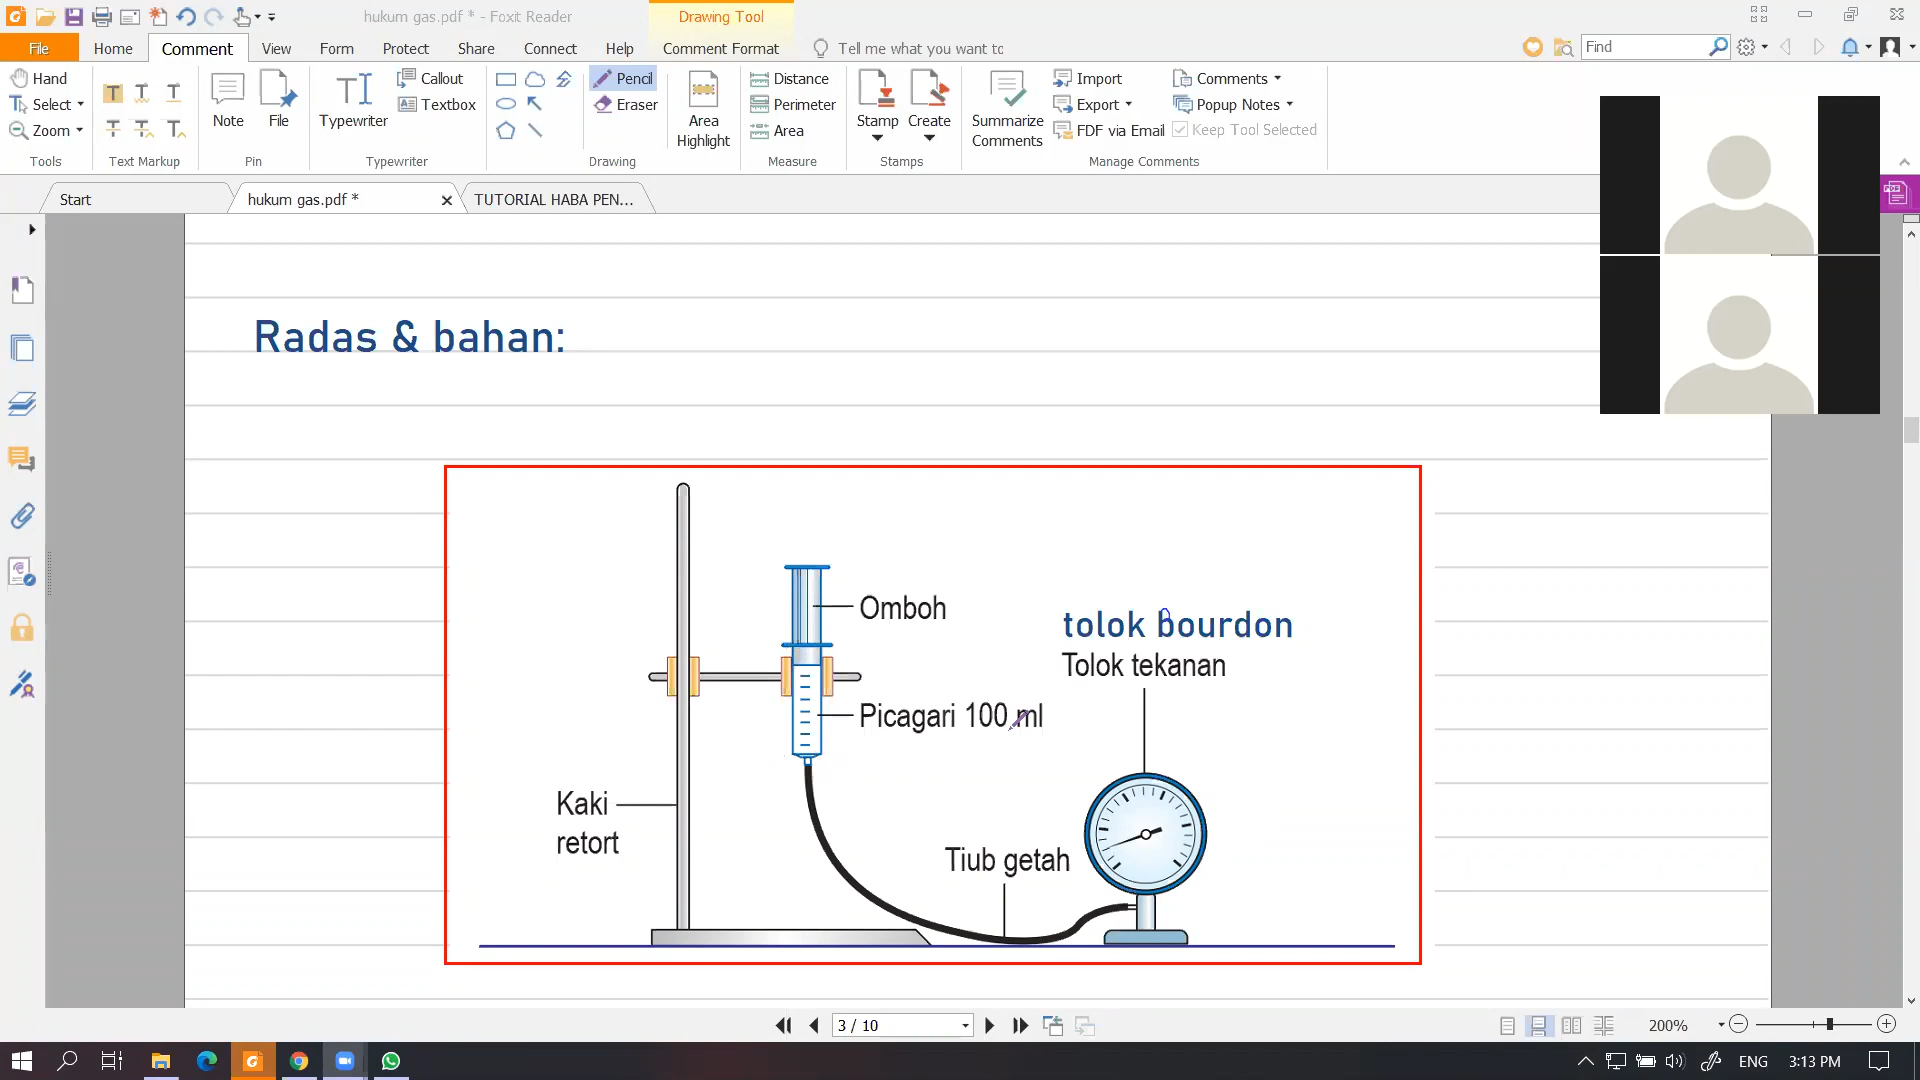 hukum gas.pdf * - Foxit Reader
Drawing Tool
File Home Comment View Form Protect Share Connect Help Comment Format Tell me what you want to
Find
Hand
Select
Zoom
Tools
Text Markup
Note
File
Pin
Typewriter
Callout
Textbox
Typewriter
Pencil
Eraser
Drawing
Area
Highlight
Distance
Perimeter
Area
Measure
Stamp
Create
Stamps
Summarize
Comments
Import
Export
FDF via Email
Comments
Popup Notes
Keep Tool Selected
Manage Comments
Start
hukum gas.pdf *
TUTORIAL HABA PEN...
Radas & bahan:
Omboh
tolok bourdon
Tolok tekanan
Picagari 100 ml
Kaki
retort
Tiub getah
3 / 10
200%
ENG
3:13 PM